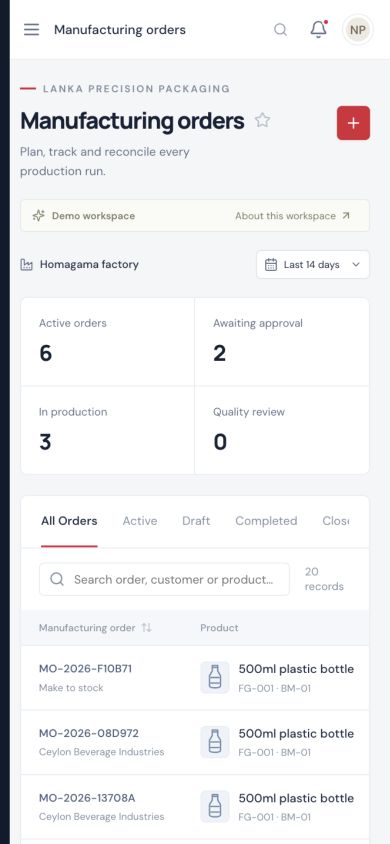 Manufacturing orders
NP
LANKA PRECISION PACKAGING
Manufacturing orders
Plan, track and reconcile every
production run.
Demo workspace
About this workspace
Homagama factory
Last 14 days
Active orders
6
Awaiting approval
2
In production
3
Quality review
0
All Orders
Active
Draft
Completed
Close
Search order, customer or product...
20
records
Manufacturing order
Product
MO-2026-F10B71
Make to stock
500ml plastic bottle
FG-001 · BM-01
MO-2026-08D972
Ceylon Beverage Industries
500ml plastic bottle
FG-001 · BM-01
MO-2026-13708A
Ceylon Beverage Industries
500ml plastic bottle
FG-001 · BM-01